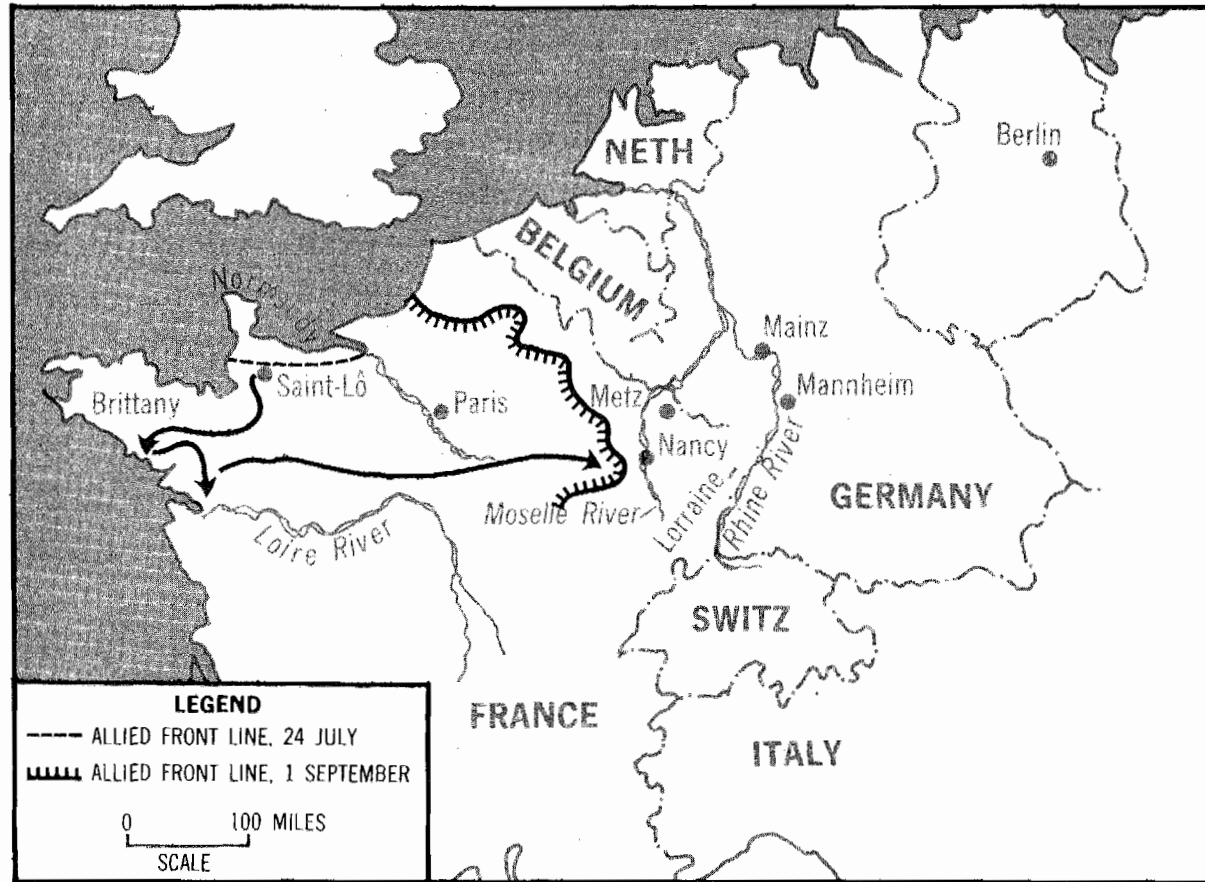 NETH
Berlin
BELGIUM
Normandy
Mainz
Saint-Lô
Mannheim
Brittany
Paris
Metz
Nancy
Moselle River
Lorraine
Rhine River
GERMANY
Loire River
SWITZ
FRANCE
ITALY
LEGEND
ALLIED FRONT LINE, 24 JULY
ALLIED FRONT LINE, 1 SEPTEMBER
0 100 MILES
SCALE